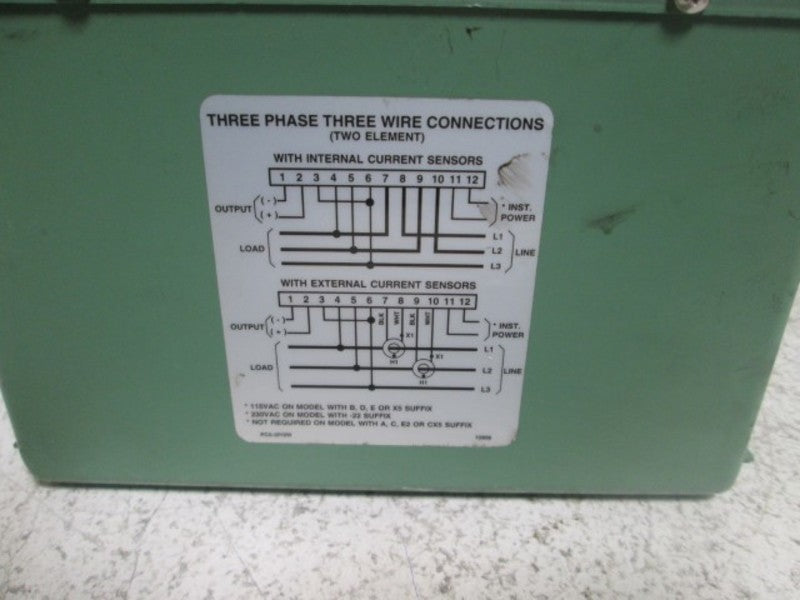 THREE PHASE THREE WIRE CONNECTIONS
(TWO ELEMENT)
WITH INTERNAL CURRENT SENSORS
1 2 3 4 5 6 7 8 9 10 11 12
OUTPUT (-) (+)
* INST. POWER
LOAD
L1
L2 LINE
L3
WITH EXTERNAL CURRENT SENSORS
1 2 3 4 5 6 7 8 9 10 11 12
OUTPUT (-) (+)
BLK WHT BLK WHT
* INST. POWER
X1
L1
H1
X1
LOAD
L2 LINE
H1
L3
* 115VAC ON MODEL WITH B, D, E OR X5 SUFFIX
* 230VAC ON MODEL WITH -22 SUFFIX
* NOT REQUIRED ON MODEL WITH A, C, E2 OR CX5 SUFFIX